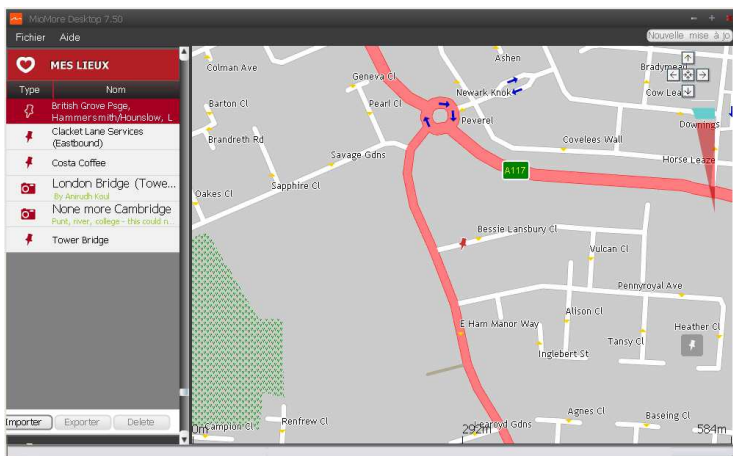 MioMore Desktop 7.50
Fichier Aide
Nouvelle mise à jo
MES LIEUX
Type Nom
British Grove Psge,
Hammersmith/Hounslow, L
Clacket Lane Services
(Eastbound)
Costa Coffee
London Bridge (Towe...
By Anirudh Koul
None more Cambridge
Punt, river, college - this could n...
Tower Bridge
Importer Exporter Delete
Colman Ave
Geneva Cl
Ashen
Bradymead
Newark Knok
Cow Lea
Barton Cl
Pearl Cl
Peverel
Downings
Brandreth Rd
Covelees Wall
Savage Gdns
Horse Leaze
A117
Sapphire Cl
Oakes Cl
Bessie Lansbury Cl
Vulcan Cl
Pennyroyal Ave
Alison Cl
E Ham Manor Way
Heather Cl
Tansy Cl
Inglebert St
Agnes Cl
Baseing Cl
Campion Cl
Renfrew Cl
Learoyd Gdns
0m 292m 584m